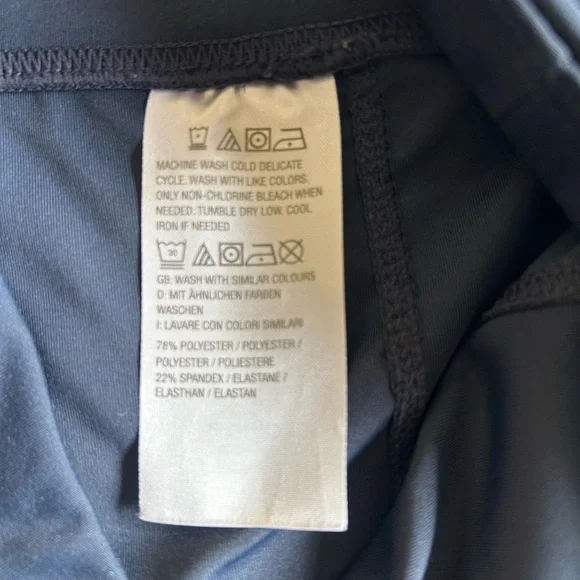 MACHINE WASH COLD DELICATE
CYCLE. WASH WITH LIKE COLORS.
ONLY NON-CHLORINE BLEACH WHEN
NEEDED. TUMBLE DRY LOW. COOL
IRON IF NEEDED
30
GB: WASH WITH SIMILAR COLOURS
D: MIT ÄHNLICHEN FARBEN
WASCHEN
I: LAVARE CON COLORI SIMILARI
78% POLYESTER / POLYESTER /
POLYESTER / POLIESTERE
22% SPANDEX / ELASTANE /
ELASTHAN / ELASTAN